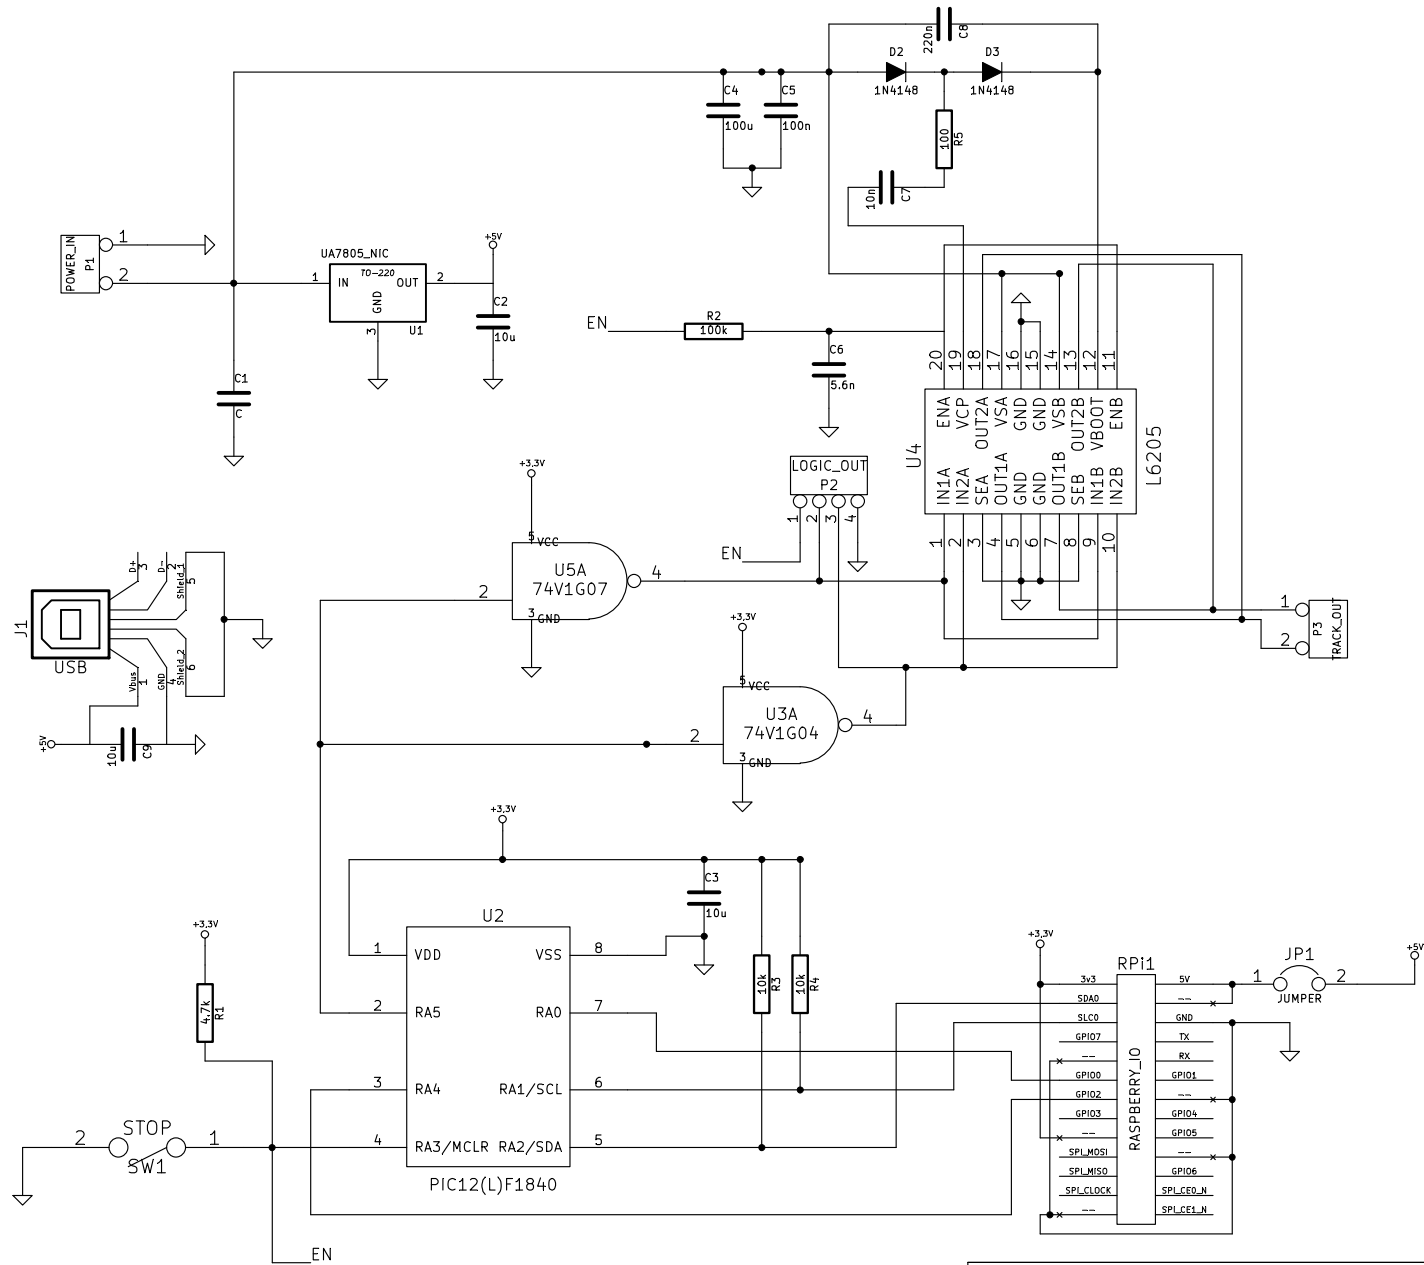 220n
C8
D2
1N4148
D3
1N4148
C4
100u
C5
100n
100
R5
10n
C7
POWER_IN
P1
1
2
UA7805_NIC
TO-220
1
IN
OUT
2
GND
3
U1
+5V
C2
10u
C1
C
EN
R2
100k
C6
5.6n
20
19
18
17
16
15
14
13
12
11
ENA
VCP
OUT2A
VSA
GND
GND
VSB
OUT2B
VBOOT
ENB
U4
L6205
IN1A
IN2A
SEA
OUT1A
GND
GND
OUT1B
SEB
IN1B
IN2B
1
2
3
4
5
6
7
8
9
10
LOGIC_OUT
P2
1
2
3
4
EN
+3.3V
5
VCC
U5A
74V1G07
2
4
3
GND
+3.3V
5
VCC
U3A
74V1G04
2
4
3
GND
1
2
P3
TRACK_OUT
J1
USB
D+
3
D-
2
Shield_1
5
Vbus
1
GND
4
Shield_2
6
+5V
10u
C9
+3.3V
C3
10u
U2
1
VDD
VSS
8
2
RA5
RA0
7
3
RA4
RA1/SCL
6
4
RA3/MCLR
RA2/SDA
5
PIC12(L)F1840
10k
R3
10k
R4
+3.3V
4.7k
R1
STOP
2
1
SW1
EN
+3.3V
RPi1
RASPBERRY_IO
3v3
5V
SDA0
--
SLC0
GND
GPIO7
TX
--
RX
GPIO0
GPIO1
GPIO2
--
GPIO3
GPIO4
--
GPIO5
SPI_MOSI
--
SPI_MISO
GPIO6
SPI_CLOCK
SPI_CE0_N
--
SPI_CE1_N
JP1
1
2
JUMPER
+5V